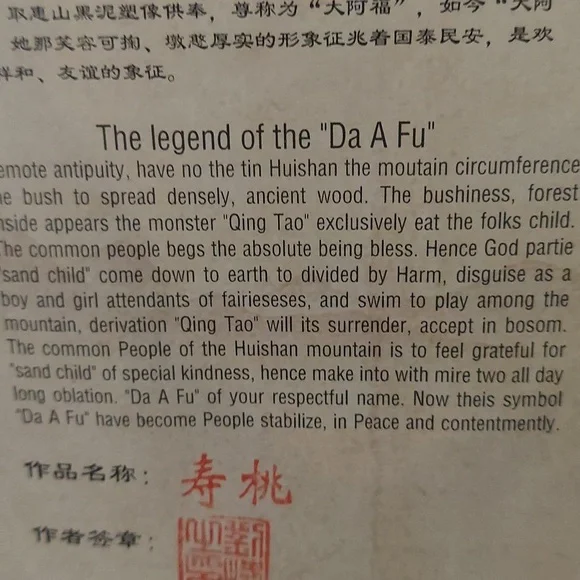 取惠山黑泥塑像供奉，尊称为“大阿福”，如今“大阿
她那芙容可掬、墩憨厚实的形象征兆着国泰民安，是欢
祥和、友谊的象征。
The legend of the "Da A Fu"
emote antipuity, have no the tin Huishan the moutain circumference
he bush to spread densely, ancient wood. The bushiness, forest
nside appears the monster "Qing Tao" exclusively eat the folks child.
The common people begs the absolute being bless. Hence God partie
"sand child" come down to earth to divided by Harm, disguise as a
boy and girl attendants of fairieseses, and swim to play among the
mountain, derivation "Qing Tao" will its surrender, accept in bosom.
The common People of the Huishan mountain is to feel grateful for
"sand child" of special kindness, hence make into with mire two all day
long oblation. "Da A Fu" of your respectful name. Now theis symbol
"Da A Fu" have become People stabilize, in Peace and contentmently.
作品名称：寿桃
作者签章：